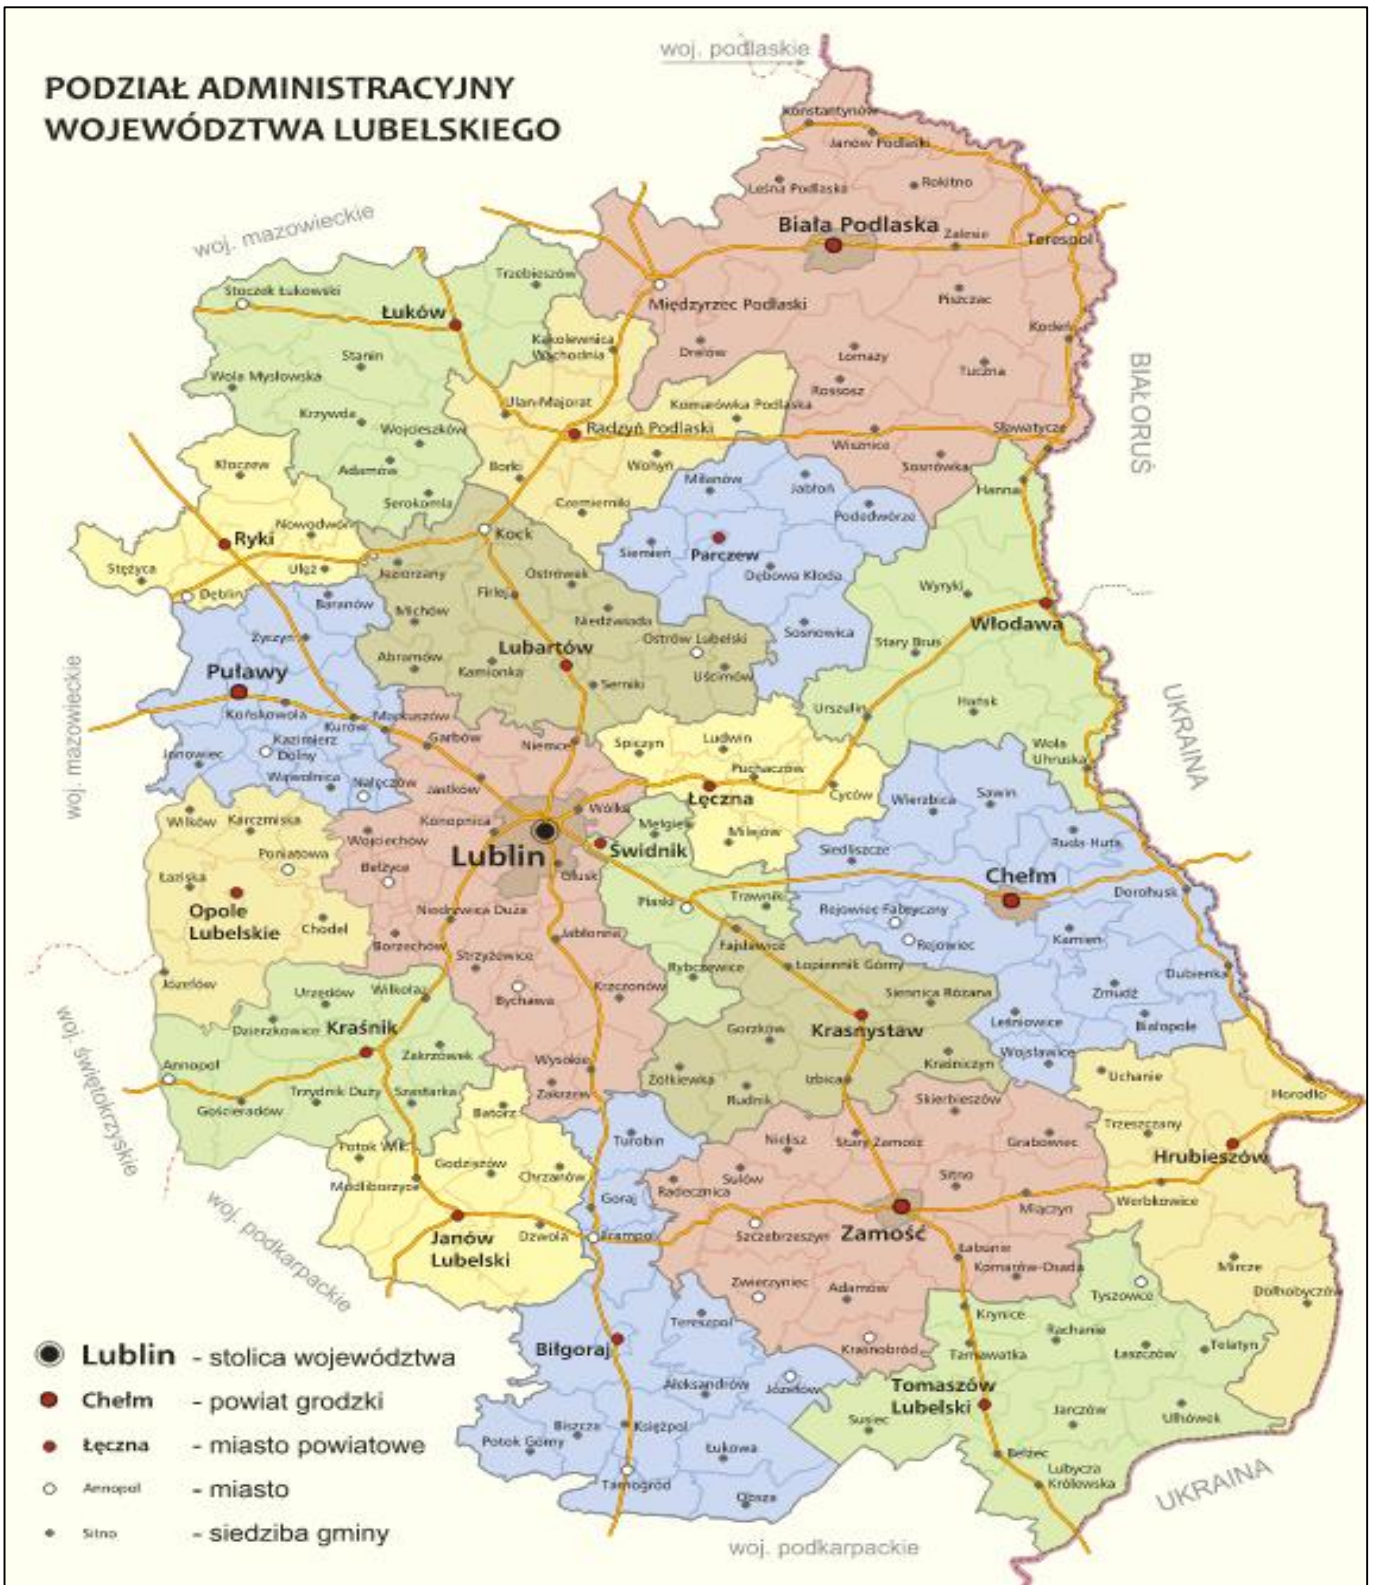 woj. podlaskie
PODZIAŁ ADMINISTRACYJNY
WOJEWÓDZTWA LUBELSKIEGO
Konstantynów
Janów Podlaski
Leśna Podlaska
Rokitno
woj. mazowieckie
Biała Podlaska
Zalesie
Terespol
Trzebieszów
Stoczek Łukowski
Międzyrzec Podlaski
Piszczac
Łuków
Kodeń
Kąkolewnica
Wschodnia
Stanin
Drelów
Łomazy
Tuczna
BIAŁORUŚ
Wola Mysłowska
Rossosz
Ulan-Majorat
Komarówka Podlaska
Krzywda
Wojcieszków
Radzyń Podlaski
Wisznice
Sławatycze
Kłoczew
Adamów
Borki
Wohyń
Sosnówka
Milanów
Jabłoń
Hanna
Serokomla
Czemierniki
Podedwórze
Nowodwór
Ryki
Kock
Siemień
Parczew
Stężyca
Ułęż
Jeziorzany
Ostrówek
Dębowa Kłoda
Dęblin
Baranów
Michów
Firlej
Niedźwiada
Wyryki
Włodawa
Żyrzyn
Ostrów Lubelski
Sosnowica
Stary Brus
Abramów
Lubartów
Kamionka
Puławy
Serniki
Uścimów
woj. mazowieckie
Końskowola
Kurów
Markuszów
Urszulin
Hańsk
UKRAINA
Janowiec
Kazimierz
Dolny
Garbów
Niemce
Spiczyn
Ludwin
Wola
Uhruska
Wąwolnica
Nałęczów
Jastków
Puchaczów
Łęczna
Cyców
Wierzbica
Sawin
Wilków
Karczmiska
Konopnica
Wólka
Mełgiew
Milejów
Wojciechów
Ruda-Huta
Poniatowa
Lublin
Świdnik
Siedliszcze
Łaziska
Bełżyce
Głusk
Chełm
Dorohusk
Opole
Lubelskie
Chodel
Niedrzwica Duża
Piaski
Trawniki
Rejowiec Fabryczny
Rejowiec
Kamień
Borzechów
Jabłonna
Fajsławice
Strzyżewice
Rybczewice
Łopiennik Górny
Dubienka
Józefów
Urzędów
Wilkołaz
Bychawa
Krzczonów
Siennica Różana
Żmudź
Dzierzkowice
Kraśnik
Gorzków
Krasnystaw
Leśniowice
Białopole
woj. świętokrzyskie
Annopol
Zakrzówek
Wysokie
Kraśniczyn
Wojsławice
Żółkiewka
Izbica
Uchanie
Gościeradów
Trzydnik Duży
Szastarka
Zakrzew
Rudnik
Skierbieszów
Horodło
Batorz
Turobin
Nielisz
Stary Zamość
Grabowiec
Trzeszczany
Potok Wlk.
Godziszów
Chrzanów
Sułów
Sitno
Hrubieszów
Modliborzyce
Radecznica
Goraj
Miączyn
Werbkowice
woj. podkarpackie
Janów
Lubelski
Dzwola
Frampol
Szczebrzeszyn
Zamość
Łabunie
Komarów-Osada
Mircze
Zwierzyniec
Adamów
Tyszowce
Dołhobyczów
Tereszpol
Krynice
Rachanie
Biłgoraj
Krasnobród
Tarnawatka
Łaszczów
Telatyn
Aleksandrów
Józefów
Tomaszów
Lubelski
Jarczów
Ulhówek
Susiec
Biszcza
Księżpol
Potok Górny
Łukowa
Bełżec
Lubycza
Królewska
Tarnogród
Obsza
UKRAINA
woj. podkarpackie
Lublin - stolica województwa
Chełm - powiat grodzki
Łęczna - miasto powiatowe
Annopol - miasto
Sitno - siedziba gminy